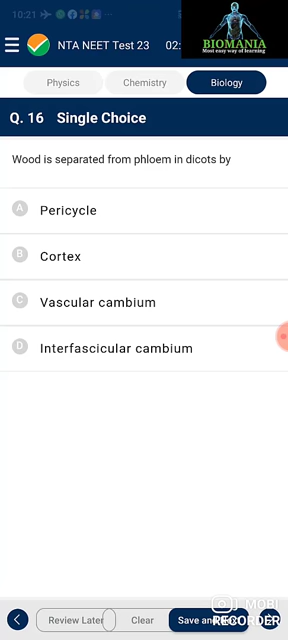 10:21
BIOMANIA
Most easy way of learning
NTA NEET Test 23
02:
Physics
Chemistry
Biology
Q. 16 Single Choice
Wood is separated from phloem in dicots by
A Pericycle
B Cortex
C Vascular cambium
D Interfascicular cambium
Review Later
Clear
Save and
MOBI
RECORDER